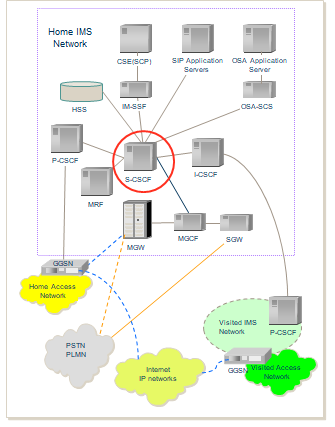 Home IMS
Network
CSE(SCP)
SIP Application
Servers
OSA Application
Server
HSS
IM-SSF
OSA-SCS
P-CSCF
S-CSCF
I-CSCF
MRF
MGW
MGCF
SGW
GGSN
Home Access
Network
PSTN
PLMN
Internet
IP networks
Visited IMS
Network
P-CSCF
GGSN
Visited Access
Network